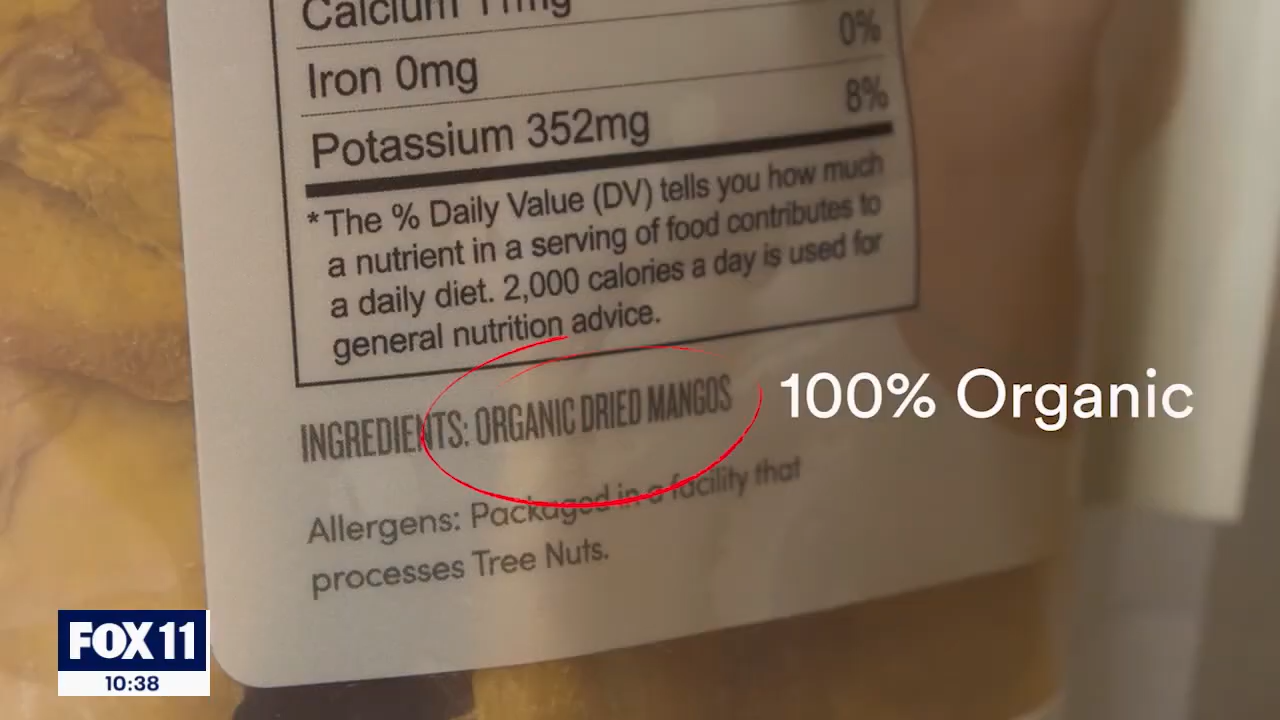 Calcium 11mg
0%
Iron 0mg
8%
Potassium 352mg
*The % Daily Value (DV) tells you how much
a nutrient in a serving of food contributes to
a daily diet. 2,000 calories a day is used for
general nutrition advice.
INGREDIENTS: ORGANIC DRIED MANGOS
100% Organic
Allergens: Packaged in a facility that
processes Tree Nuts.
FOX 11
10:38